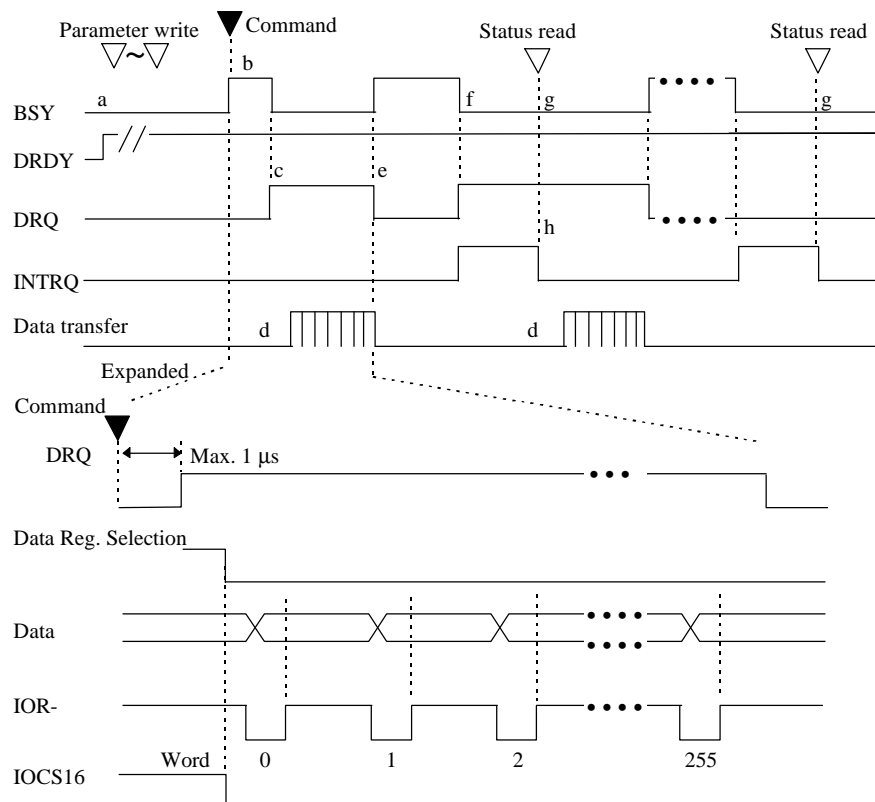 Parameter write
Command
Status read
Status read
~
b
a
f
g
g
BSY
DRDY
c
e
DRQ
h
INTRQ
Data transfer
d
d
Expanded
Command
DRQ
Max. 1 μs
Data Reg. Selection
Data
IOR-
Word
0
1
2
255
IOCS16